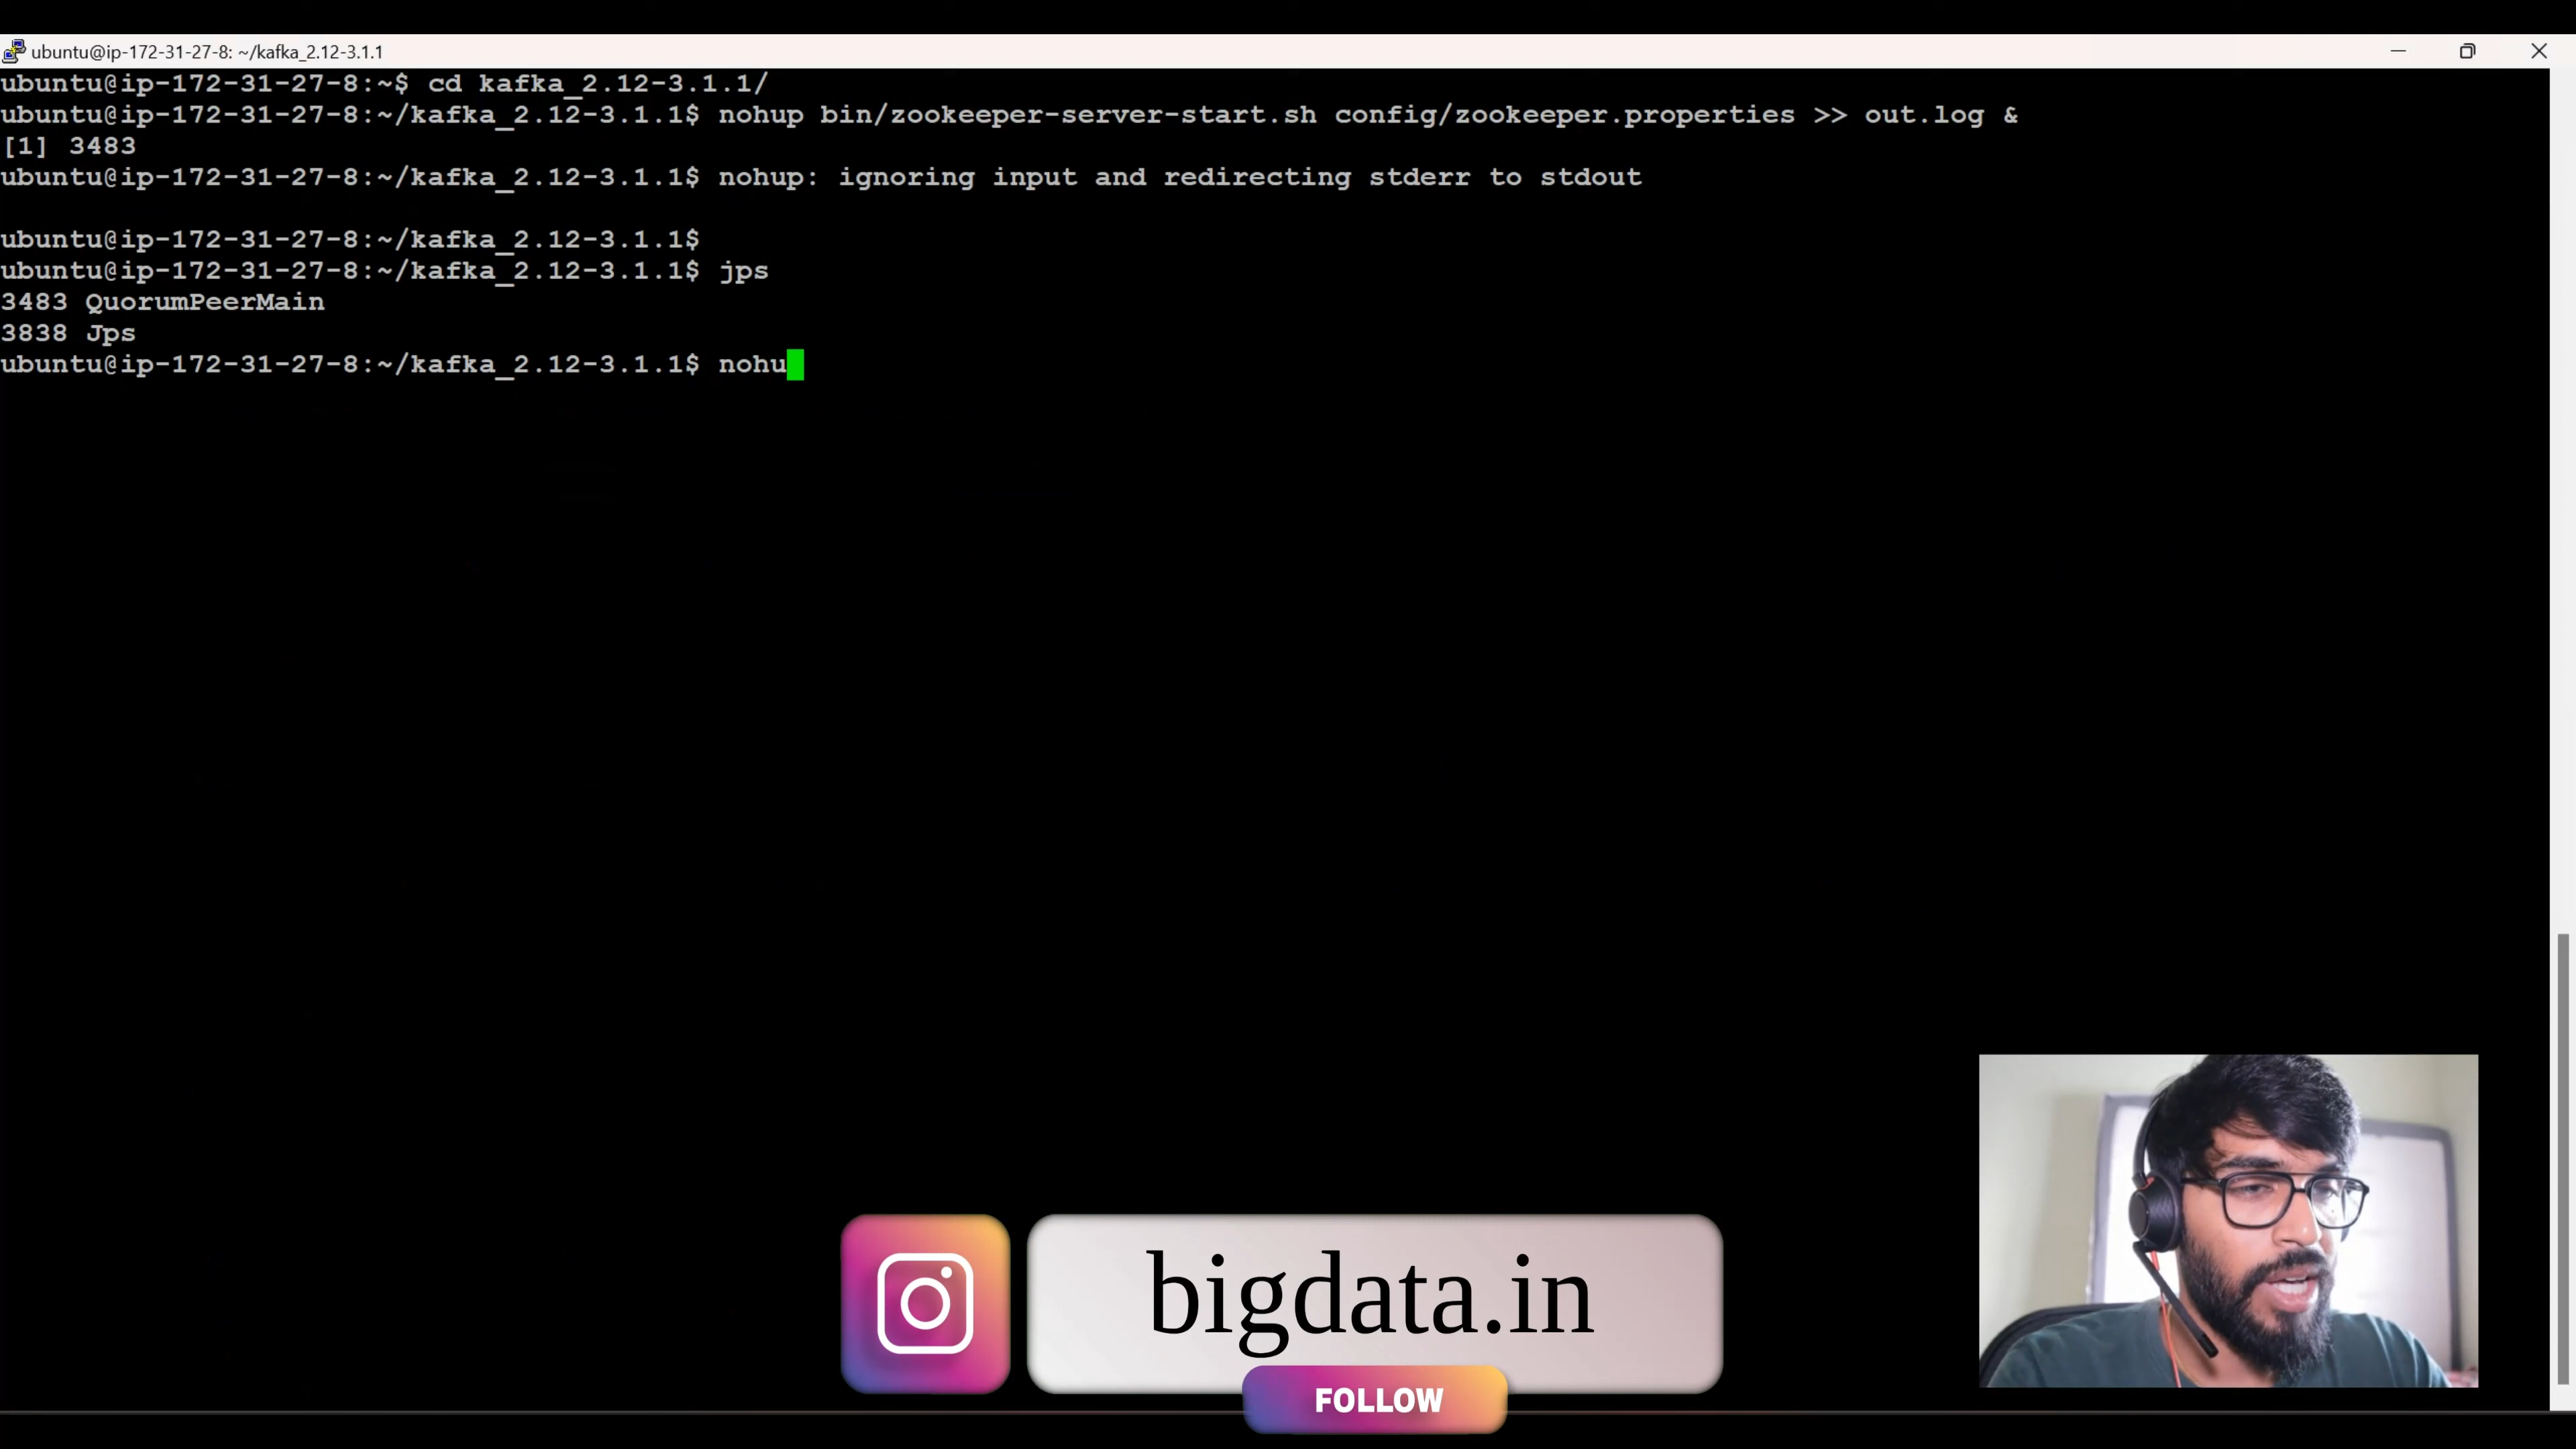 ubuntu@ip-172-31-27-8: ~/kafka_2.12-3.1.1
ubuntu@ip-172-31-27-8:~$ cd kafka_2.12-3.1.1/
ubuntu@ip-172-31-27-8:~/kafka_2.12-3.1.1$ nohup bin/zookeeper-server-start.sh config/zookeeper.properties >> out.log &
[1] 3483
ubuntu@ip-172-31-27-8:~/kafka_2.12-3.1.1$ nohup: ignoring input and redirecting stderr to stdout
ubuntu@ip-172-31-27-8:~/kafka_2.12-3.1.1$
ubuntu@ip-172-31-27-8:~/kafka_2.12-3.1.1$ jps
3483 QuorumPeerMain
3838 Jps
ubuntu@ip-172-31-27-8:~/kafka_2.12-3.1.1$ nohu
bigdata.in
FOLLOW